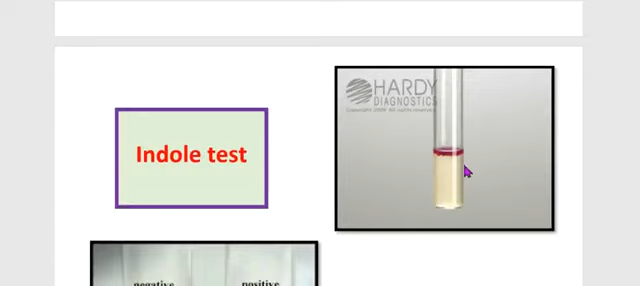 HARDY
DIAGNOSTICS
Indole test
negative
positive